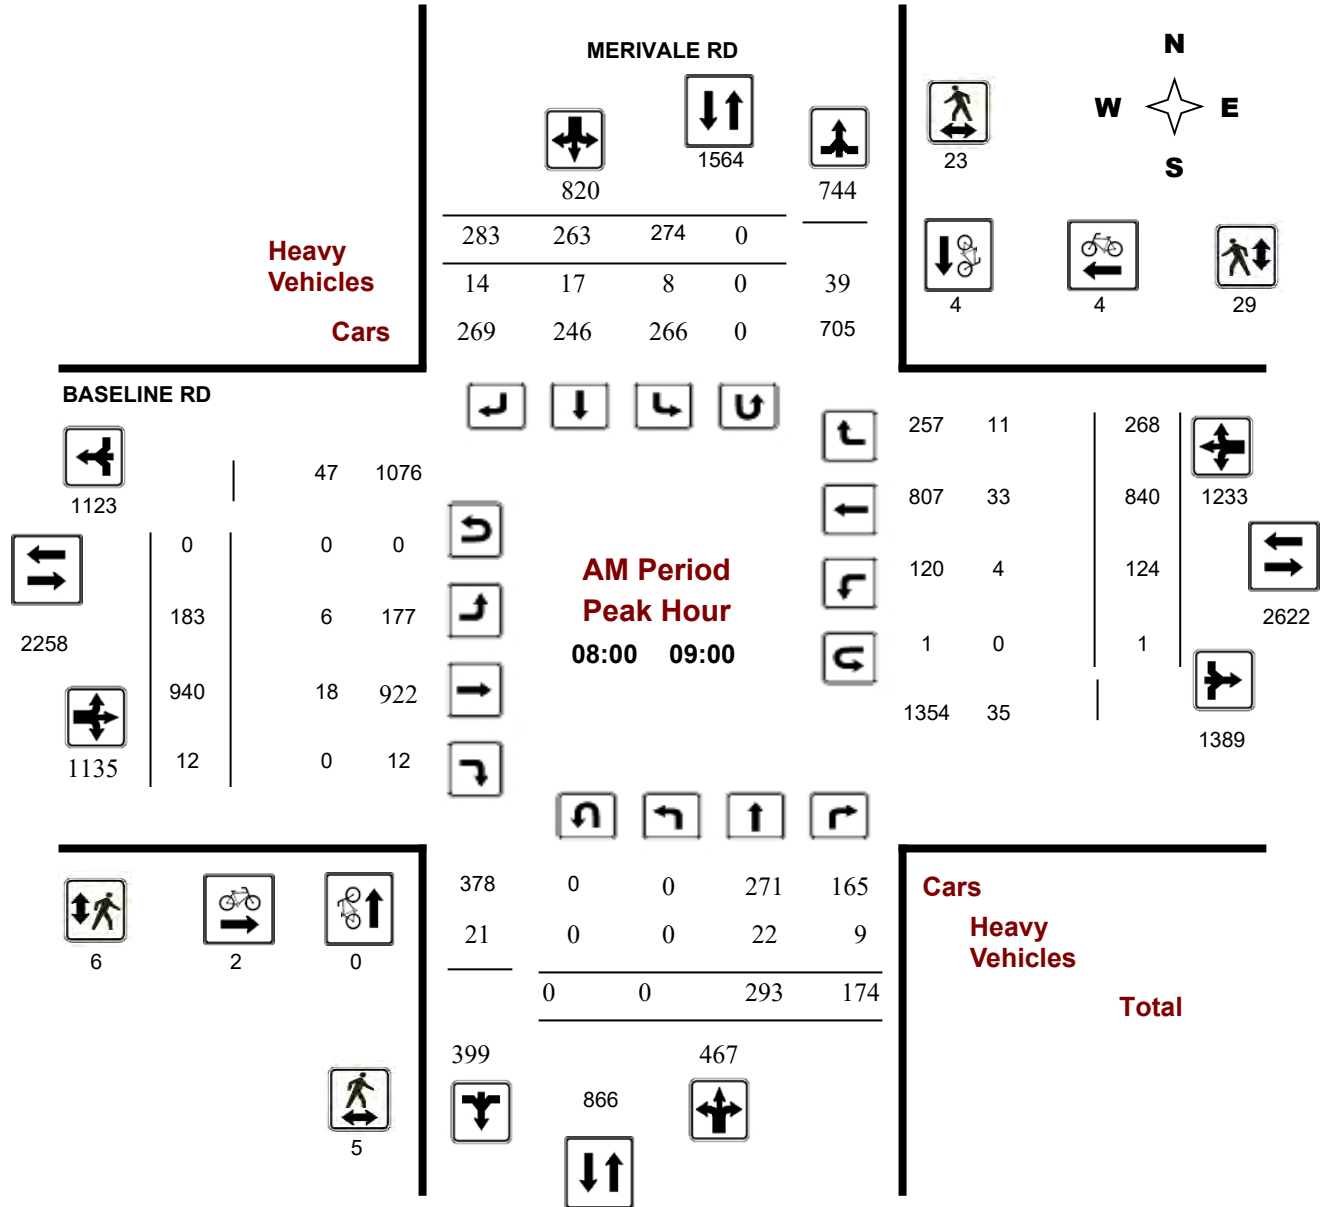 MERIVALE RD
N
W E
S
1564
820
744
23
283 263 274 0
Heavy
Vehicles
14 17 8 0 39
Cars
269 246 266 0 705
4 4 29
BASELINE RD
257 11 268
47 1076
1123
807 33 840 1233
0 0 0
AM Period
Peak Hour
08:00 09:00
120 4 124
183 6 177
2622
2258
1 0 1
940 18 922
1354 35
1389
1135 12 0 12
378 0 0 271 165
Cars
21 0 0 22 9
Heavy
Vehicles
6 2 0
0 0 293 174
Total
399 467
866
5